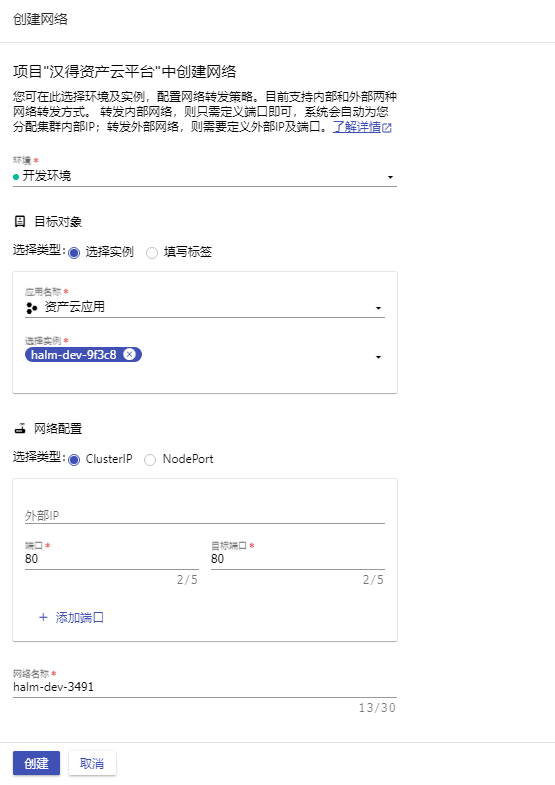 创建网络
项目"汉得资产云平台"中创建网络
您可在此选择环境及实例，配置网络转发策略。目前支持内部和外部两种
网络转发方式。 转发内部网络，则只需定义端口即可，系统会自动为您
分配集群内部IP；转发外部网络，则需要定义外部IP及端口。了解详情
环境 *
开发环境
目标对象
选择类型: 选择实例 填写标签
应用名称 *
资产云应用
选择实例 *
halm-dev-9f3c8
网络配置
选择类型: ClusterIP NodePort
外部IP
端口 * 目标端口 *
80 80
2/5 2/5
+ 添加端口
网络名称 *
halm-dev-3491
13/30
创建 取消